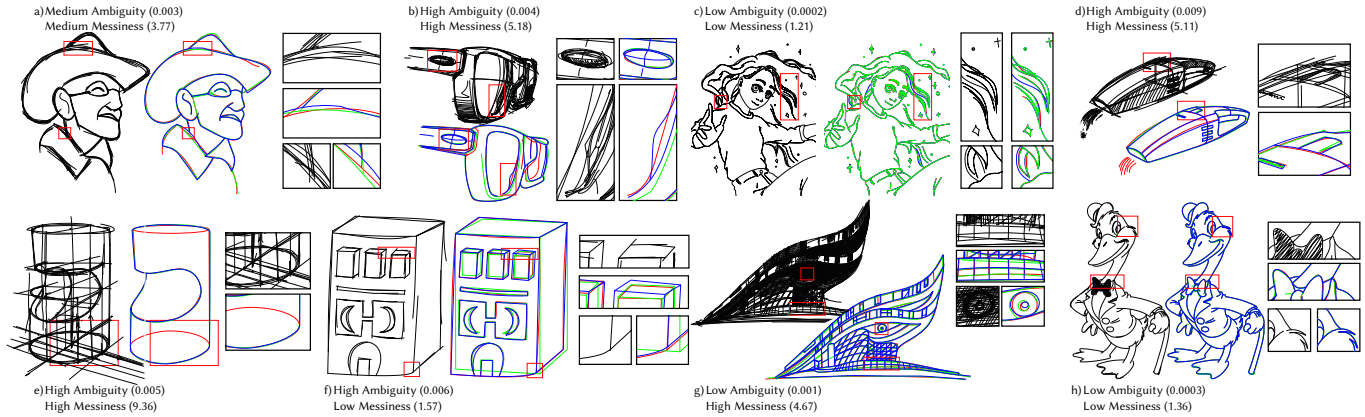 a) Medium Ambiguity (0.003)
Medium Messiness (3.77)
b) High Ambiguity (0.004)
High Messiness (5.18)
c) Low Ambiguity (0.0002)
Low Messiness (1.21)
d) High Ambiguity (0.009)
High Messiness (5.11)
e) High Ambiguity (0.005)
High Messiness (9.36)
f) High Ambiguity (0.006)
Low Messiness (1.57)
g) Low Ambiguity (0.001)
High Messiness (4.67)
h) Low Ambiguity (0.0003)
Low Messiness (1.36)